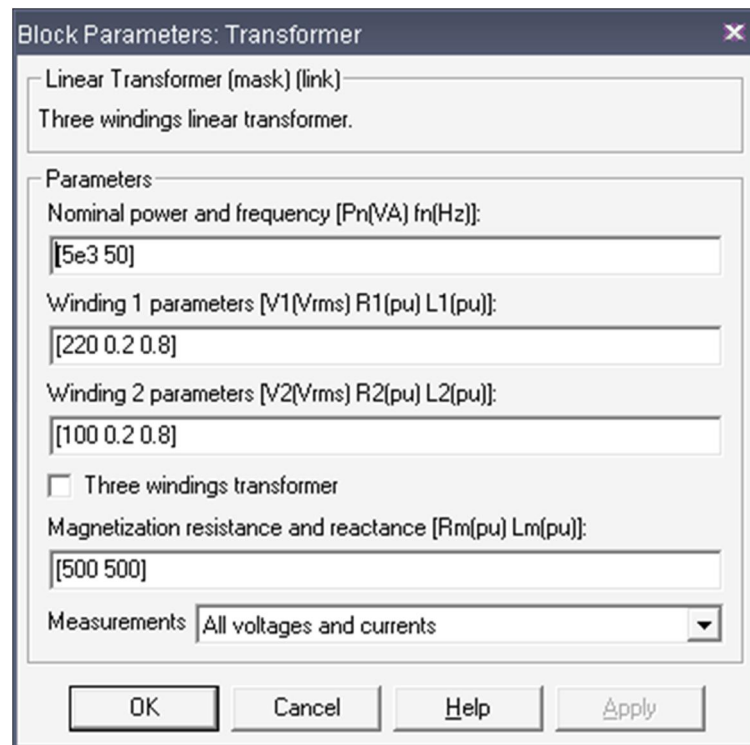 Block Parameters: Transformer
Linear Transformer (mask) (link)
Three windings linear transformer.
Parameters
Nominal power and frequency [Pn(VA) fn(Hz)]:
[5e3 50]
Winding 1 parameters [V1(Vrms) R1(pu) L1(pu)]:
[220 0.2 0.8]
Winding 2 parameters [V2(Vrms) R2(pu) L2(pu)]:
[100 0.2 0.8]
Three windings transformer
Magnetization resistance and reactance [Rm(pu) Lm(pu)]:
[500 500]
Measurements All voltages and currents
OK Cancel Help Apply